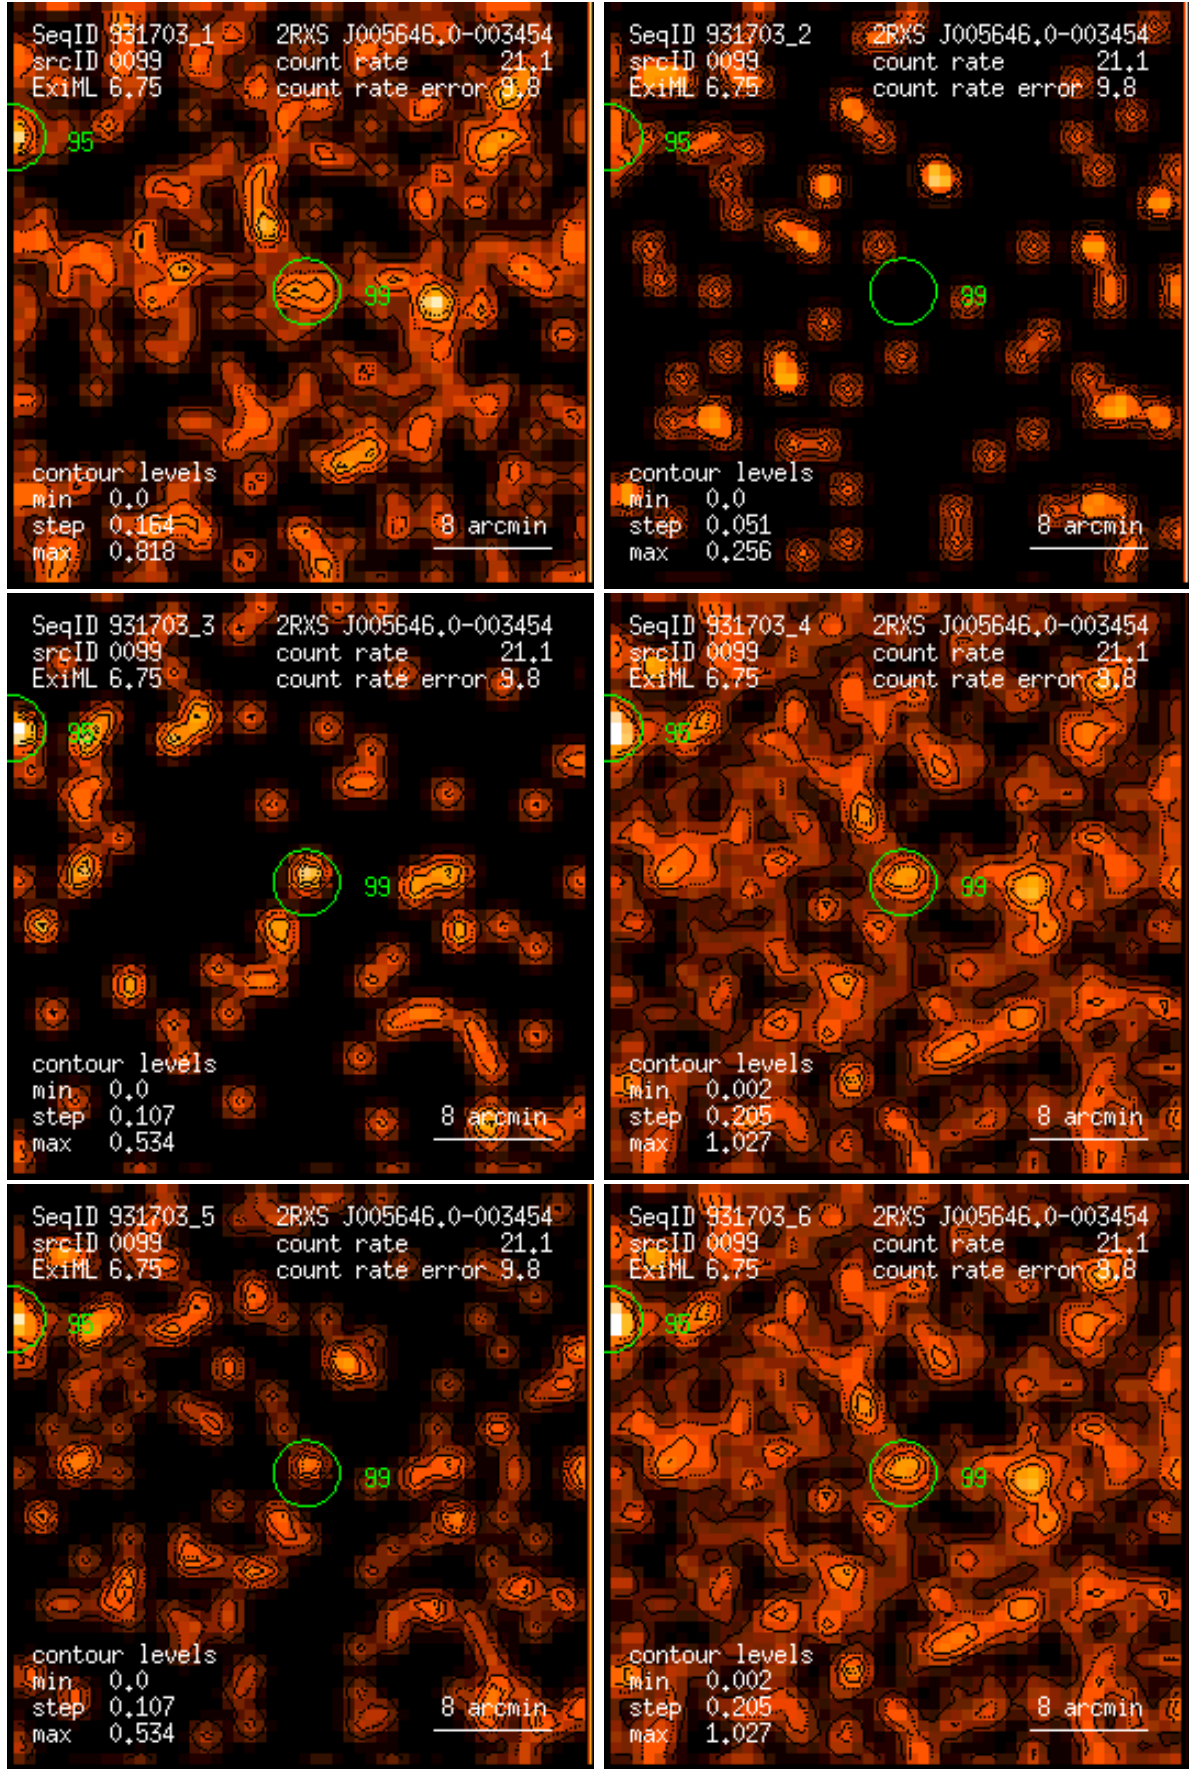 SeqID 931703_1 2RXS J005646.0-003454
srcID 0099 count rate 21.1
ExiML 6.75 count rate error 9.8
95
99
contour levels
min 0.0
step 0.164
max 0.818
8 arcmin
SeqID 931703_2 2RXS J005646.0-003454
srcID 0099 count rate 21.1
ExiML 6.75 count rate error 9.8
95
99
contour levels
min 0.0
step 0.051
max 0.256
8 arcmin
SeqID 931703_3 2RXS J005646.0-003454
srcID 0099 count rate 21.1
ExiML 6.75 count rate error 9.8
95
99
contour levels
min 0.0
step 0.107
max 0.534
8 arcmin
SeqID 931703_4 2RXS J005646.0-003454
srcID 0099 count rate 21.1
ExiML 6.75 count rate error 9.8
95
99
contour levels
min 0.002
step 0.205
max 1.027
8 arcmin
SeqID 931703_5 2RXS J005646.0-003454
srcID 0099 count rate 21.1
ExiML 6.75 count rate error 9.8
95
99
contour levels
min 0.0
step 0.107
max 0.534
8 arcmin
SeqID 931703_6 2RXS J005646.0-003454
srcID 0099 count rate 21.1
ExiML 6.75 count rate error 9.8
95
99
contour levels
min 0.002
step 0.205
max 1.027
8 arcmin